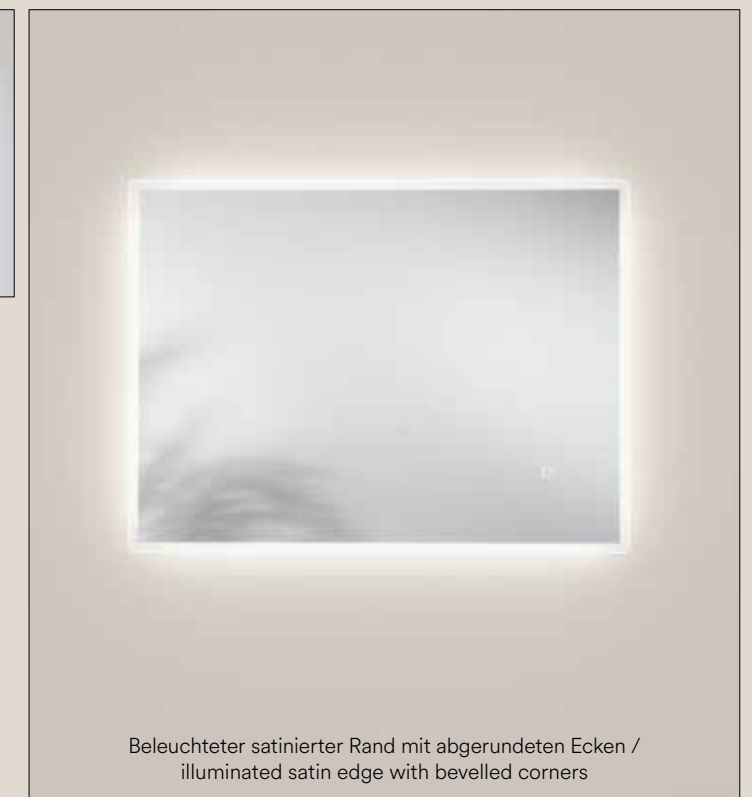 Beleuchteter satinierter Rand mit abgerundeten Ecken /
illuminated satin edge with bevelled corners